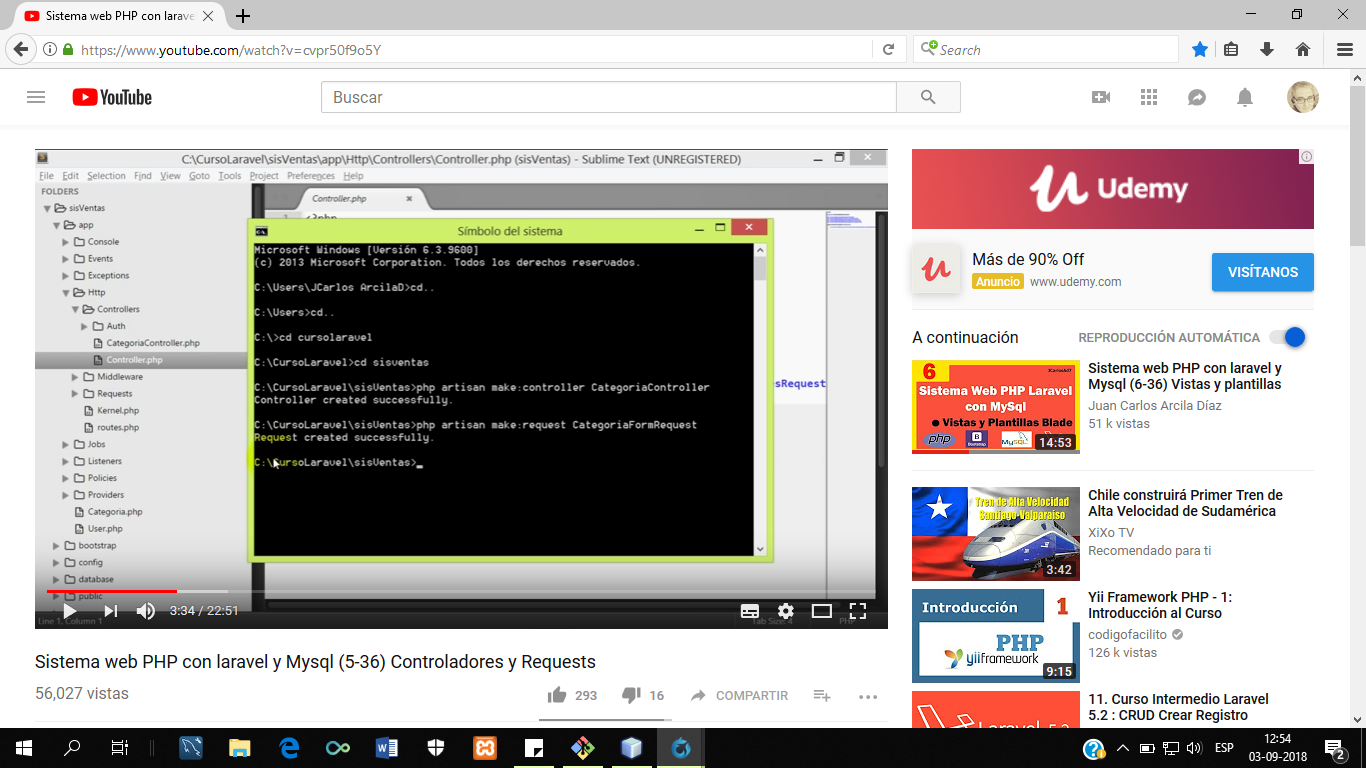 Sistema web PHP con larave
https://www.youtube.com/watch?v=cvpr50f9o5Y
Search
YouTube
Buscar
C:\CursoLaravel\sisVentas\app\Http\Controllers\Controller.php (sisVentas) - Sublime Text (UNREGISTERED)
File Edit Selection Find View Goto Tools Project Preferences Help
FOLDERS
sisVentas
app
Console
Events
Exceptions
Http
Controllers
Auth
CategoriaController.php
Controller.php
Middleware
Requests
Kernel.php
routes.php
Jobs
Listeners
Policies
Providers
Categoria.php
User.php
bootstrap
config
database
public
Controller.php
1 <?php
esRequest
Símbolo del sistema
Microsoft Windows [Versión 6.3.9600]
(c) 2013 Microsoft Corporation. Todos los derechos reservados.
C:\Users\JCarlos ArcilaD>cd..
C:\Users>cd..
C:\>cd cursolaravel
C:\CursoLaravel>cd sisventas
C:\CursoLaravel\sisVentas>php artisan make:controller CategoriaController
Controller created successfully.
C:\CursoLaravel\sisVentas>php artisan make:request CategoriaFormRequest
Request created successfully.
C:\CursoLaravel\sisVentas>_
3:34 / 22:51
Line 1, Column 1
Tab Size: 4
PHP
Sistema web PHP con laravel y Mysql (5-36) Controladores y Requests
56,027 vistas
293
16
COMPARTIR
Udemy
Más de 90% Off
Anuncio www.udemy.com
VISÍTANOS
A continuación
REPRODUCCIÓN AUTOMÁTICA
6
Sistema Web PHP Laravel
con MySql
Vistas y Plantillas Blade
php
Bootstrap
MySQL
14:53
Sistema web PHP con laravel y
Mysql (6-36) Vistas y plantillas
Juan Carlos Arcila Díaz
51 k vistas
Tren de Alta Velocidad
Santiago-Valparaíso
3:42
Chile construirá Primer Tren de
Alta Velocidad de Sudamérica
XiXo TV
Recomendado para ti
Introducción
1
PHP
yiiframework
9:15
Yii Framework PHP - 1:
Introducción al Curso
codigofacilito
126 k vistas
Laravel 5.2
11. Curso Intermedio Laravel
5.2 : CRUD Crear Registro
ESP
12:54
03-09-2018
2